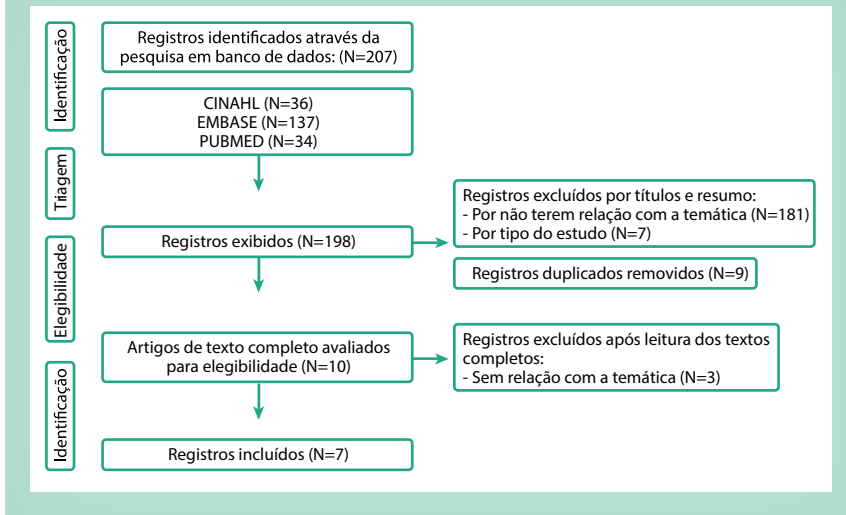 Identificação
Registros identificados através da
pesquisa em banco de dados: (N=207)
CINAHL (N=36)
EMBASE (N=137)
PUBMED (N=34)
Triagem
Registros exibidos (N=198)
Registros excluídos por títulos e resumo:
- Por não terem relação com a temática (N=181)
- Por tipo do estudo (N=7)
Registros duplicados removidos (N=9)
Elegibilidade
Artigos de texto completo avaliados
para elegibilidade (N=10)
Registros excluídos após leitura dos textos
completos:
- Sem relação com a temática (N=3)
Identificação
Registros incluídos (N=7)